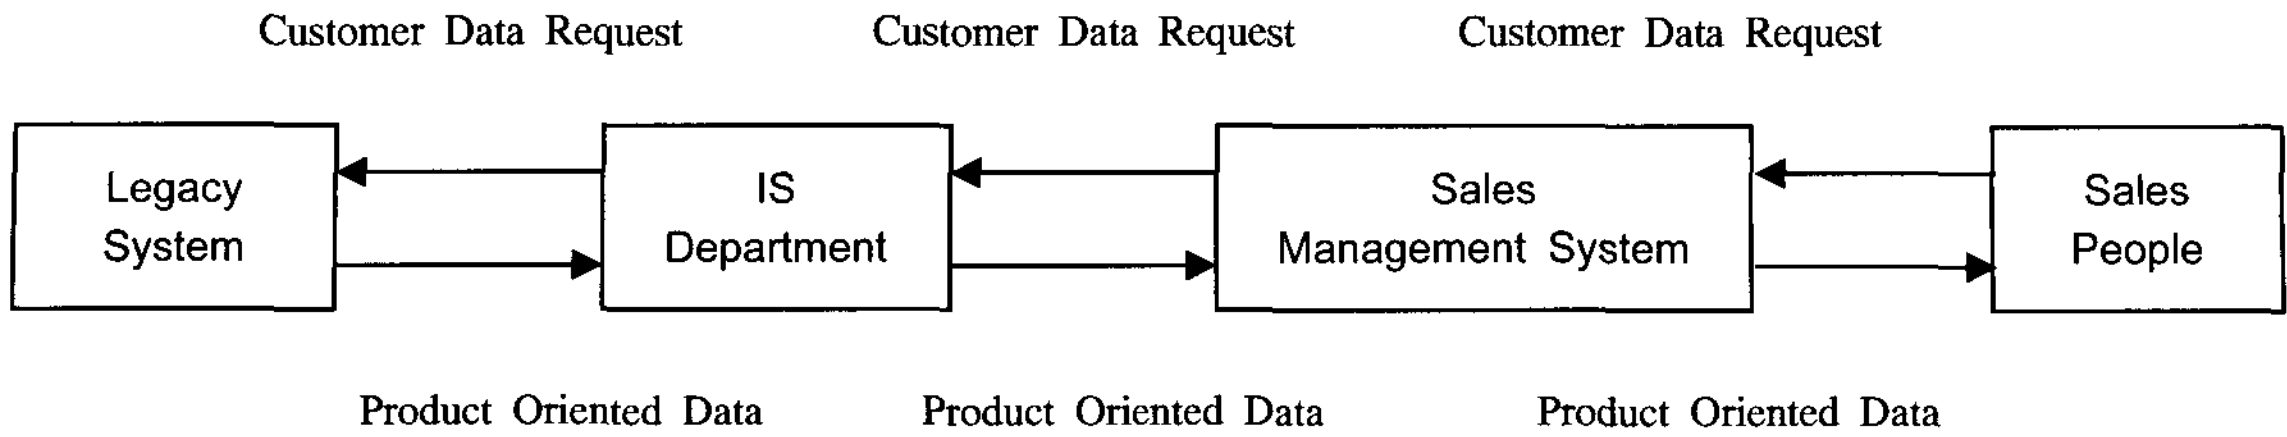 Customer Data Request
Customer Data Request
Customer Data Request
Legacy
System
IS
Department
Sales
Management System
Sales
People
Product Oriented Data
Product Oriented Data
Product Oriented Data